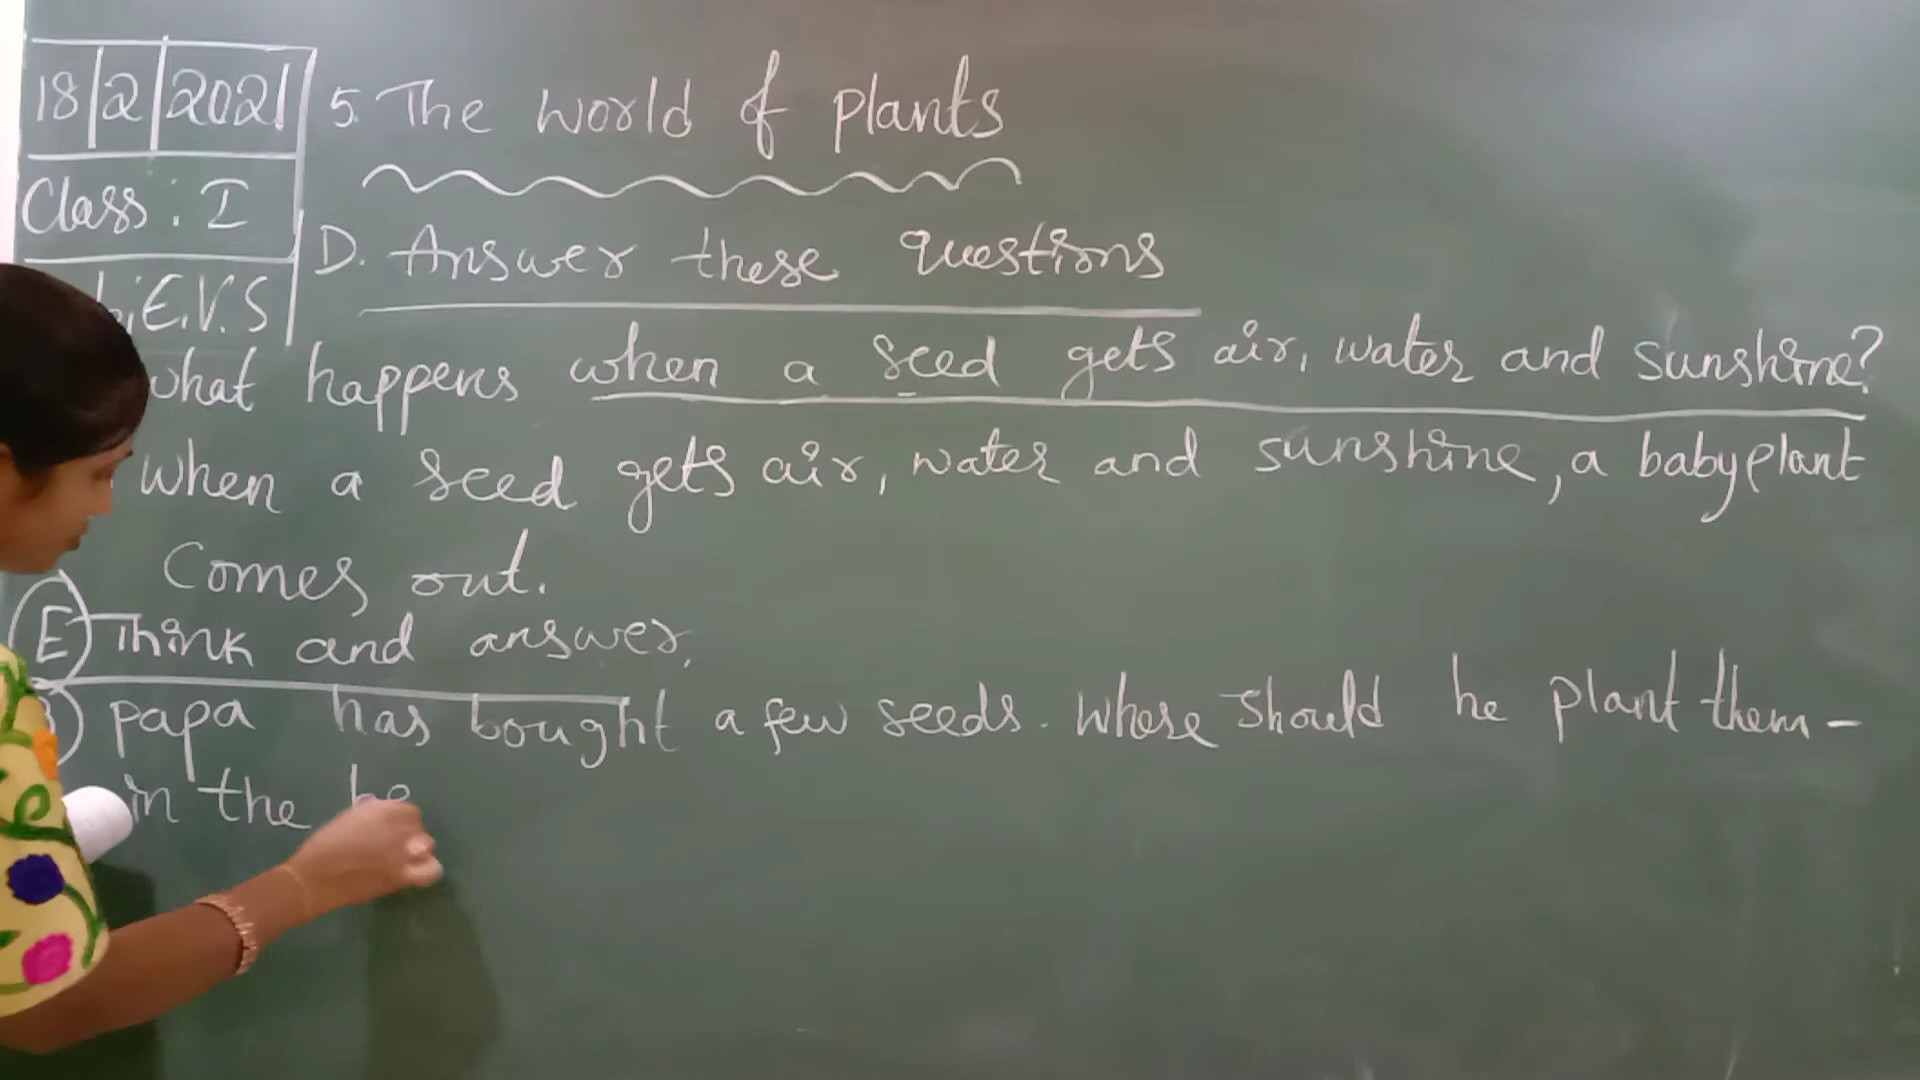 18/2/2021
5. The world of plants
Class : I
D. Answer these questions
E.V.S
what happens when a seed gets air, water and sunshine?
when a seed gets air, water and sunshine, a baby plant
Comes out.
E) Think and answer.
papa has bought a few seeds. Where should he plant them-
in the